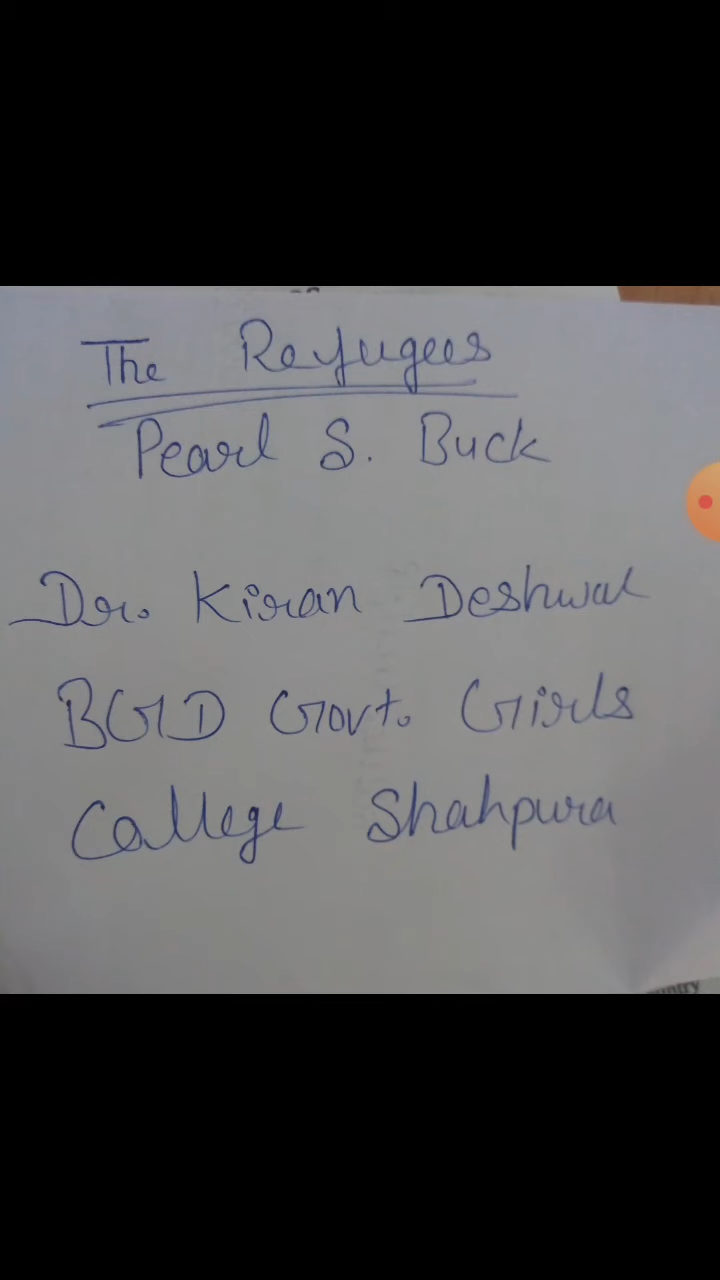 The Refugees
Pearl S. Buck
Dr. Kiran Deshwal
BGD Govt. Girls
College Shahpura